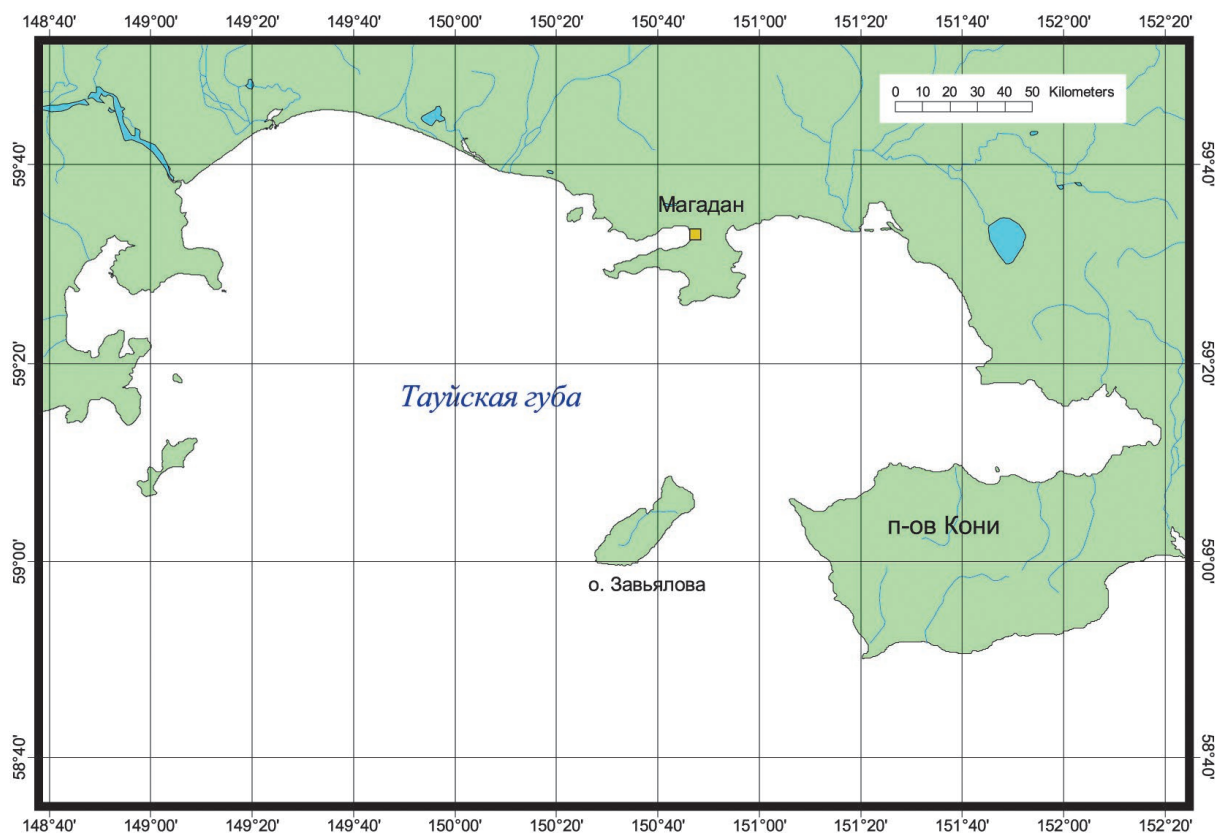 148°40' 149°00' 149°20' 149°40' 150°00' 150°20' 150°40' 151°00' 151°20' 151°40' 152°00' 152°20'
0 10 20 30 40 50 Kilometers
59°40' 59°40'
Магадан
59°20' 59°20'
Тауйская губа
п-ов Кони
59°00' 59°00'
о. Завьялова
58°40' 58°40'
148°40' 149°00' 149°20' 149°40' 150°00' 150°20' 150°40' 151°00' 151°20' 151°40' 152°00' 152°20'